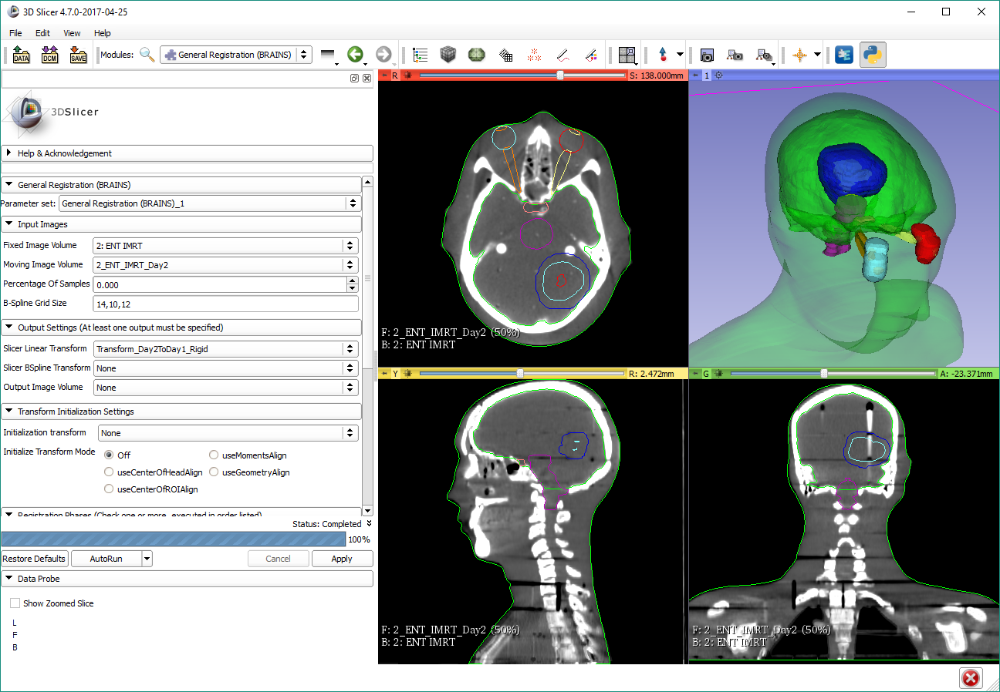 3D Slicer 4.7.0-2017-04-25
File Edit View Help
DATA DCM SAVE Modules: General Registration (BRAINS)
3DSlicer
Help & Acknowledgement
General Registration (BRAINS)
Parameter set: General Registration (BRAINS)_1
Input Images
Fixed Image Volume 2: ENT IMRT
Moving Image Volume 2_ENT_IMRT_Day2
Percentage Of Samples 0.000
B-Spline Grid Size 14,10,12
Output Settings (At least one output must be specified)
Slicer Linear Transform Transform_Day2ToDay1_Rigid
Slicer BSpline Transform None
Output Image Volume None
Transform Initialization Settings
Initialization transform None
Initialize Transform Mode Off useMomentsAlign
useCenterOfHeadAlign useGeometryAlign
useCenterOfROIAlign
Registration Phases (Check one or more, executed in order listed)
Status: Completed
100%
Restore Defaults AutoRun Cancel Apply
Data Probe
Show Zoomed Slice
L
F
B
R S: 138.000mm
F: 2_ENT_IMRT_Day2 (50%)
B: 2: ENT IMRT
1
Y R: 2.472mm
F: 2_ENT_IMRT_Day2 (50%)
B: 2: ENT IMRT
G A: -23.371mm
F: 2_ENT_IMRT_Day2 (50%)
B: 2: ENT IMRT